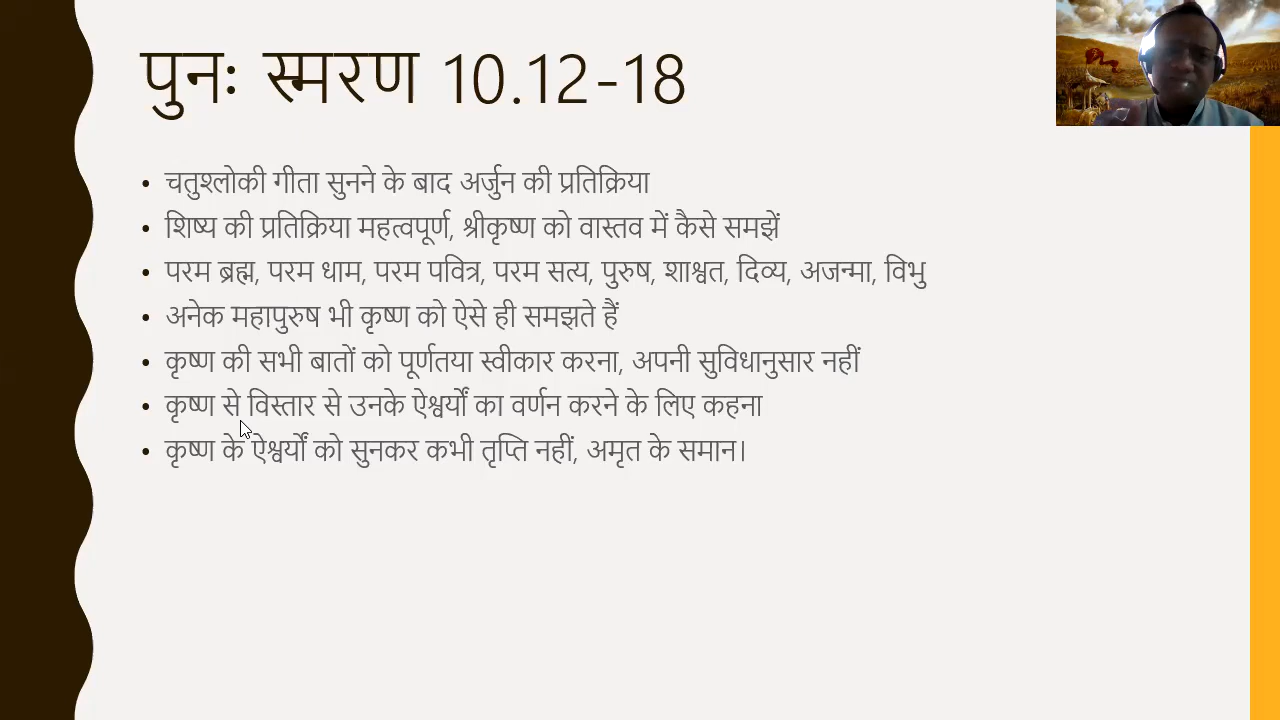 पुनः स्मरण 10.12-18
• चतुश्लोकी गीता सुनने के बाद अर्जुन की प्रतिक्रिया
• शिष्य की प्रतिक्रिया महत्वपूर्ण, श्रीकृष्ण को वास्तव में कैसे समझें
• परम ब्रह्म, परम धाम, परम पवित्र, परम सत्य, पुरुष, शाश्वत, दिव्य, अजन्मा, विभु
• अनेक महापुरुष भी कृष्ण को ऐसे ही समझते हैं
• कृष्ण की सभी बातों को पूर्णतया स्वीकार करना, अपनी सुविधानुसार नहीं
• कृष्ण से विस्तार से उनके ऐश्वर्यों का वर्णन करने के लिए कहना
• कृष्ण के ऐश्वर्यों को सुनकर कभी तृप्ति नहीं, अमृत के समान।